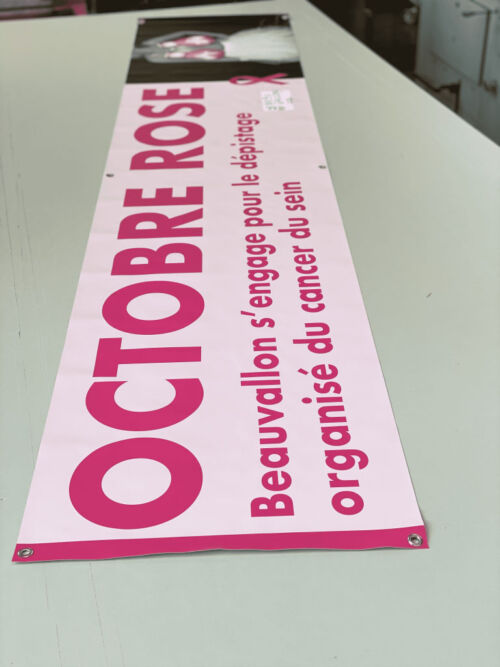 OCTOBRE ROSE
Beauvallon s'engage pour le dépistage
organisé du cancer du sein